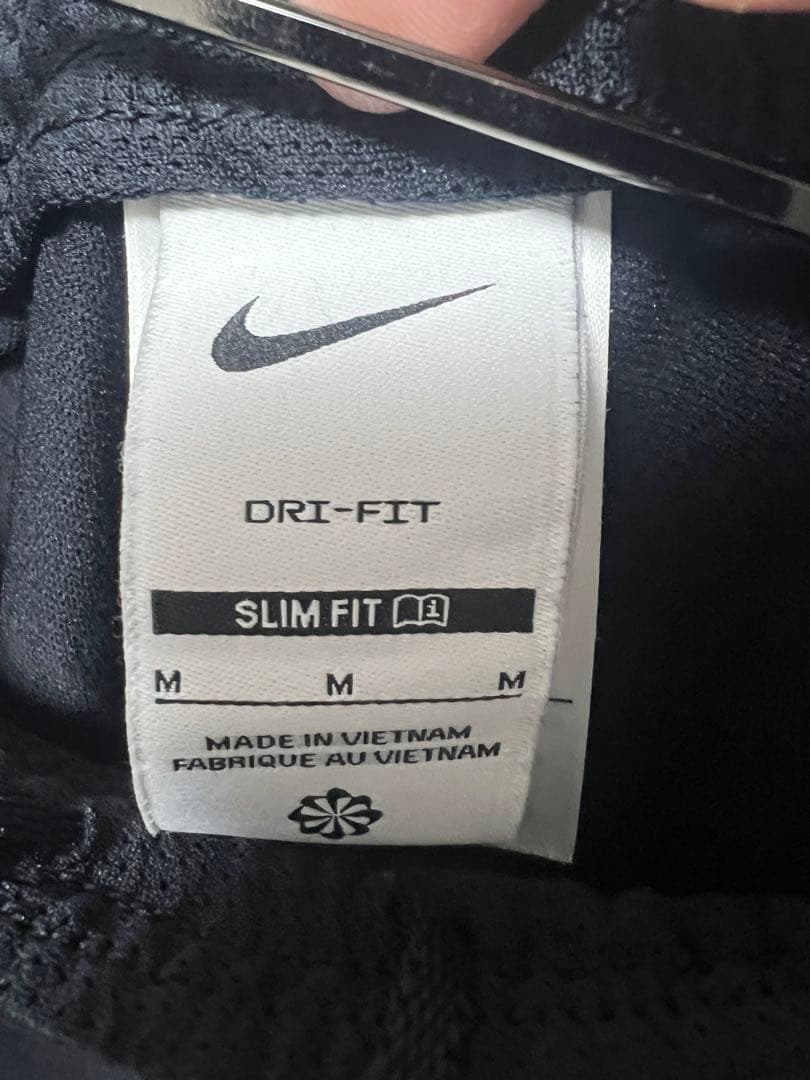 DRI-FIT
SLIM FIT
M M M
MADE IN VIETNAM
FABRIQUE AU VIETNAM